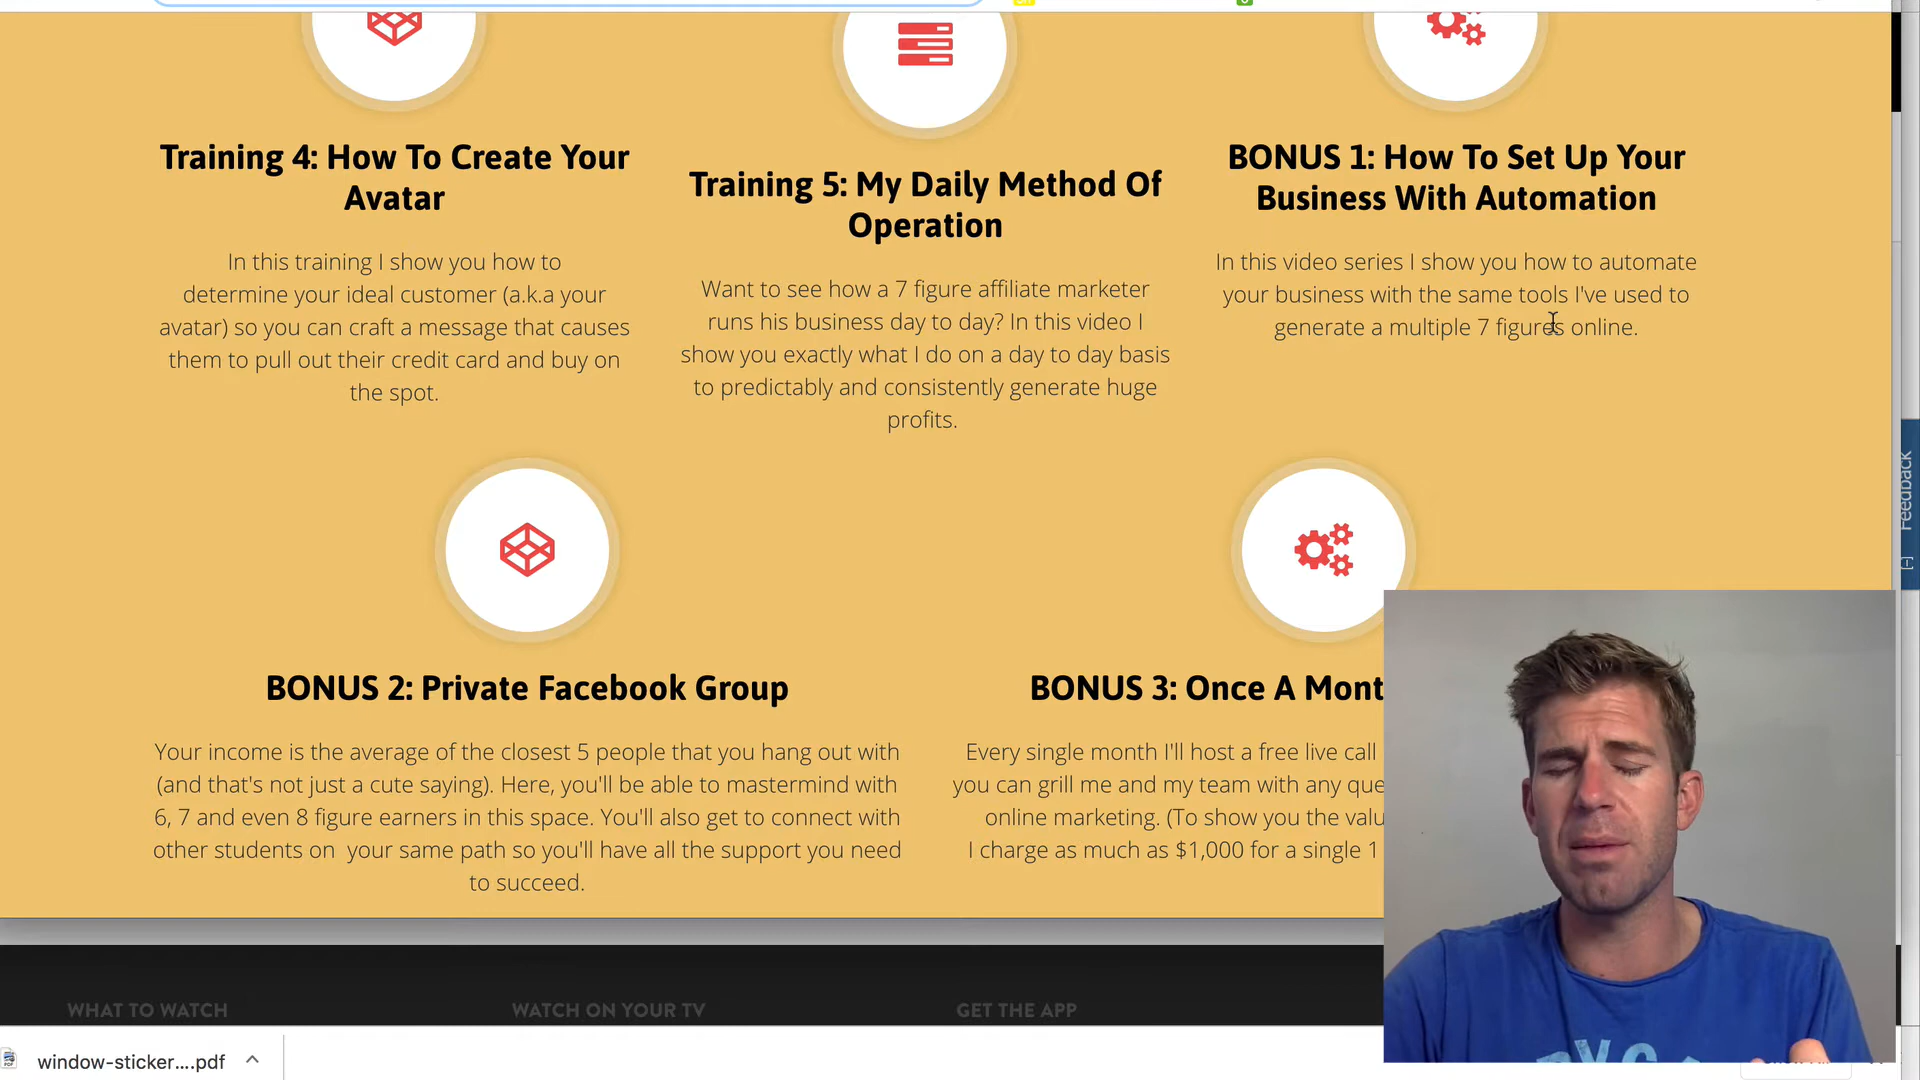 Training 4: How To Create Your
Avatar
In this training I show you how to
determine your ideal customer (a.k.a your
avatar) so you can craft a message that causes
them to pull out their credit card and buy on
the spot.
Training 5: My Daily Method Of
Operation
Want to see how a 7 figure affiliate marketer
runs his business day to day? In this video I
show you exactly what I do on a day to day basis
to predictably and consistently generate huge
profits.
BONUS 1: How To Set Up Your
Business With Automation
In this video series I show you how to automate
your business with the same tools I've used to
generate a multiple 7 figures online.
Feedback
[-]
BONUS 2: Private Facebook Group
Your income is the average of the closest 5 people that you hang out with
(and that's not just a cute saying). Here, you'll be able to mastermind with
6, 7 and even 8 figure earners in this space. You'll also get to connect with
other students on your same path so you'll have all the support you need
to succeed.
BONUS 3: Once A Mont
Every single month I'll host a free live call
you can grill me and my team with any que
online marketing. (To show you the valu
I charge as much as $1,000 for a single 1
WHAT TO WATCH
WATCH ON YOUR TV
GET THE APP
window-sticker....pdf